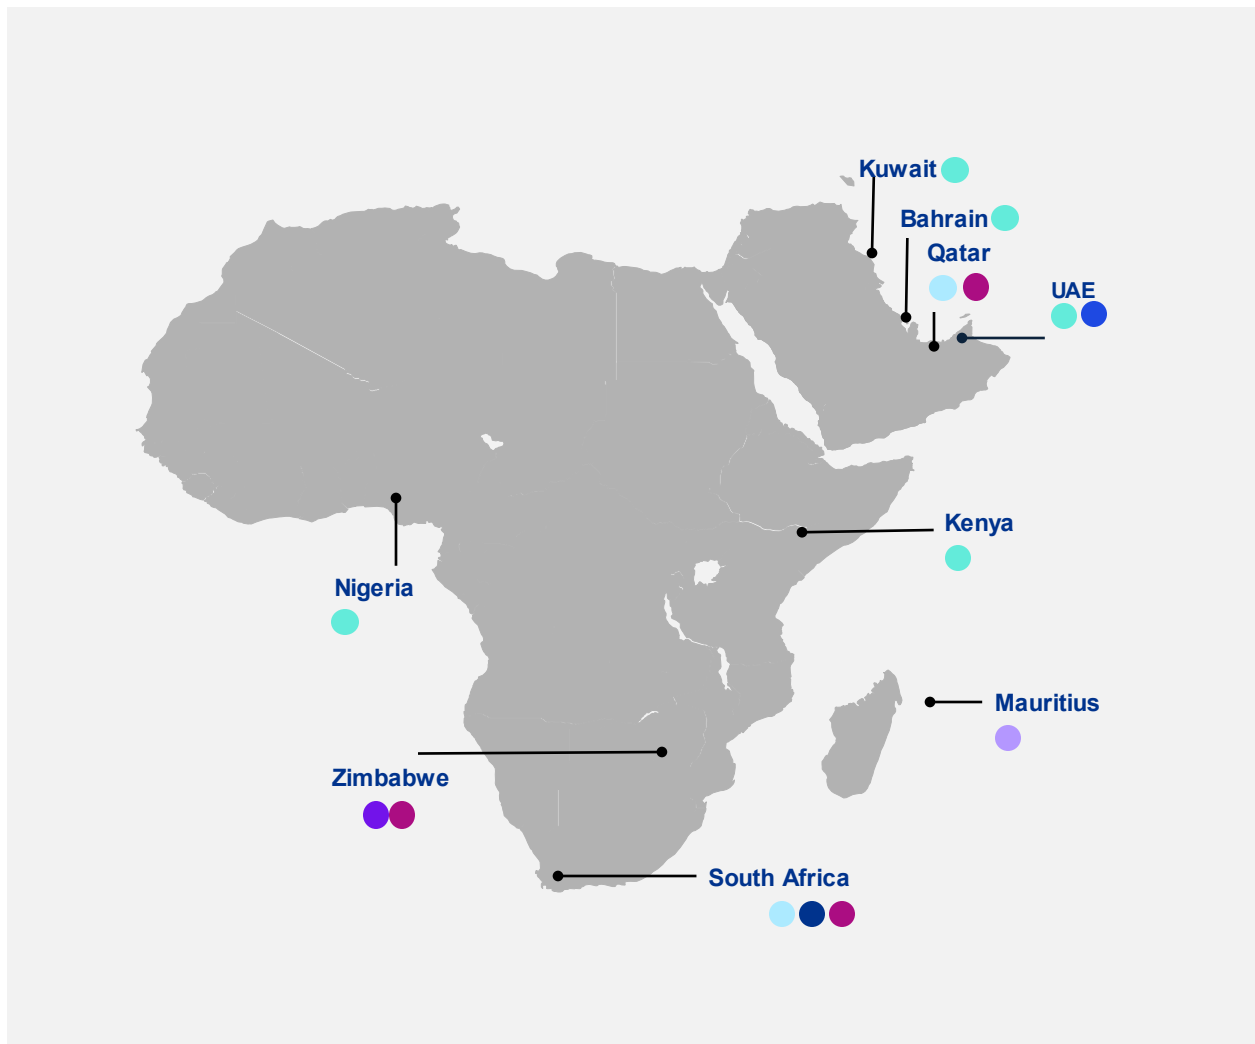 Kuwait
Bahrain
Qatar
UAE
Kenya
Nigeria
Mauritius
Zimbabwe
South Africa